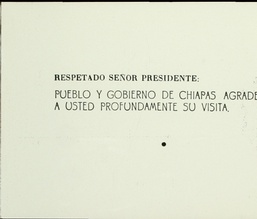 RESPETADO SEÑOR PRESIDENTE:
PUEBLO Y GOBIERNO DE CHIAPAS AGRADE
A USTED PROFUNDAMENTE SU VISITA.